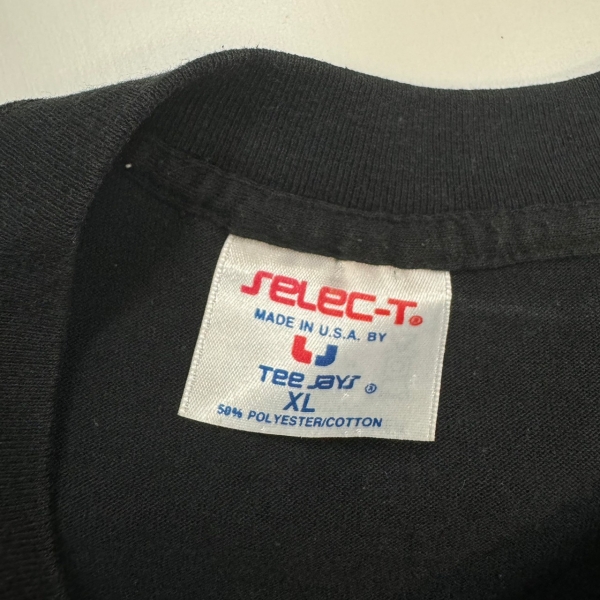 SELEC-T®
MADE IN U.S.A. BY
TEE JAYS ®
XL
50% POLYESTER/COTTON